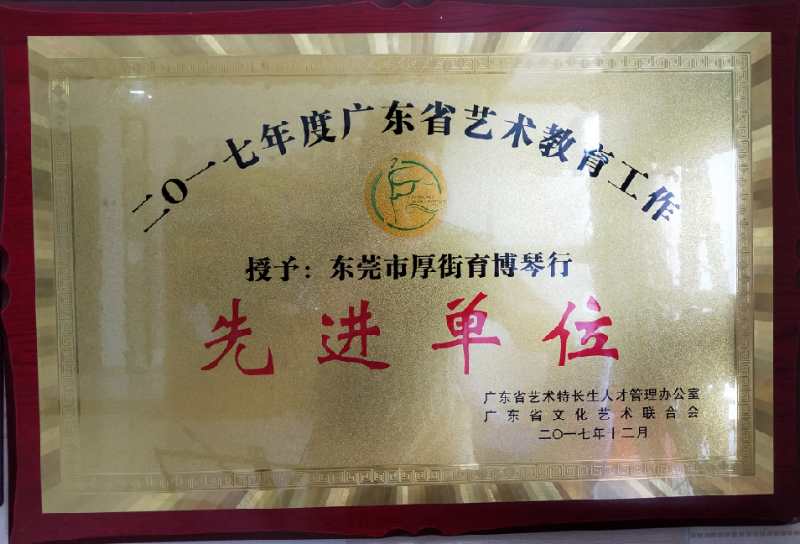 二〇一七年度广东省艺术教育工作
授予：东莞市厚街育博琴行
先进单位
广东省艺术特长生人才管理办公室
广东省文化艺术联合会
二〇一七年十二月